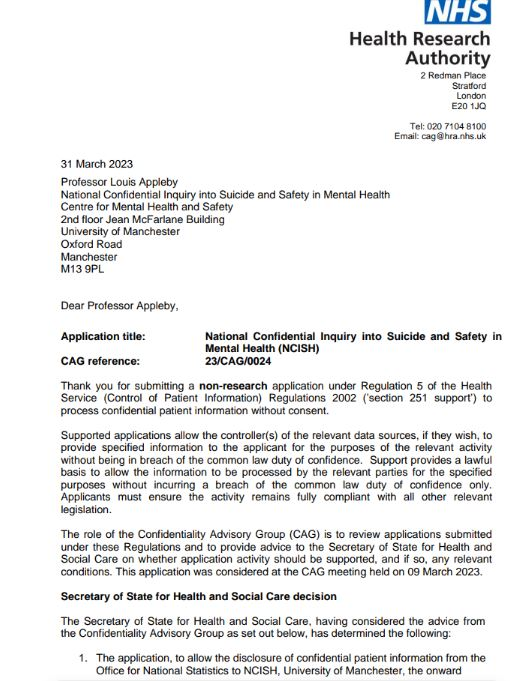 NHS
Health Research
Authority
2 Redman Place
Stratford
London
E20 1JQ
Tel: 020 7104 8100
Email: cag@hra.nhs.uk
31 March 2023
Professor Louis Appleby
National Confidential Inquiry into Suicide and Safety in Mental Health
Centre for Mental Health and Safety
2nd floor Jean McFarlane Building
University of Manchester
Oxford Road
Manchester
M13 9PL
Dear Professor Appleby,
Application title: National Confidential Inquiry into Suicide and Safety in
Mental Health (NCISH)
CAG reference: 23/CAG/0024
Thank you for submitting a non-research application under Regulation 5 of the Health
Service (Control of Patient Information) Regulations 2002 (‘section 251 support’) to
process confidential patient information without consent.
Supported applications allow the controller(s) of the relevant data sources, if they wish, to
provide specified information to the applicant for the purposes of the relevant activity
without being in breach of the common law duty of confidence. Support provides a lawful
basis to allow the information to be processed by the relevant parties for the specified
purposes without incurring a breach of the common law duty of confidence only.
Applicants must ensure the activity remains fully compliant with all other relevant
legislation.
The role of the Confidentiality Advisory Group (CAG) is to review applications submitted
under these Regulations and to provide advice to the Secretary of State for Health and
Social Care on whether application activity should be supported, and if so, any relevant
conditions. This application was considered at the CAG meeting held on 09 March 2023.
Secretary of State for Health and Social Care decision
The Secretary of State for Health and Social Care, having considered the advice from
the Confidentiality Advisory Group as set out below, has determined the following:
1. The application, to allow the disclosure of confidential patient information from the
Office for National Statistics to NCISH, University of Manchester, the onward